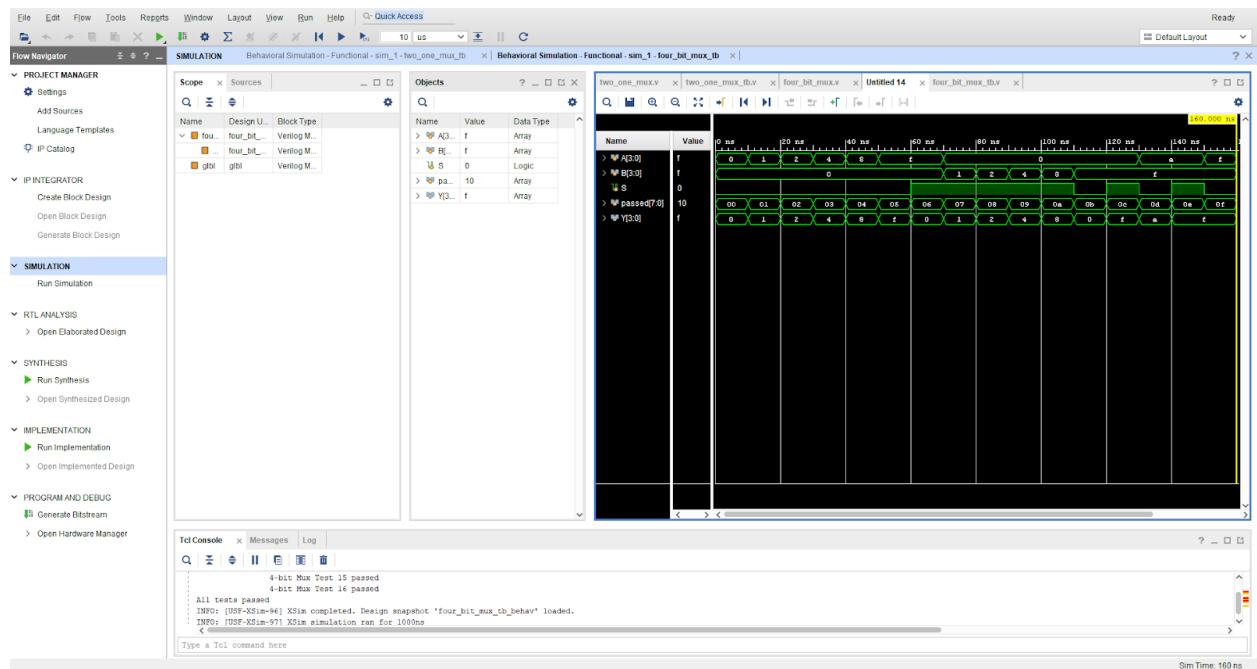 File Edit Flow Tools Reports Window Layout View Run Help Q- Quick Access Ready
10 us Default Layout
Flow Navigator
SIMULATION Behavioral Simulation - Functional - sim_1 - two_one_mux_tb Behavioral Simulation - Functional - sim_1 - four_bit_mux_tb
PROJECT MANAGER
Settings
Add Sources
Language Templates
IP Catalog
IP INTEGRATOR
Create Block Design
Open Block Design
Generate Block Design
SIMULATION
Run Simulation
RTL ANALYSIS
Open Elaborated Design
SYNTHESIS
Run Synthesis
Open Synthesized Design
IMPLEMENTATION
Run Implementation
Open Implemented Design
PROGRAM AND DEBUG
Generate Bitstream
Open Hardware Manager
Scope Sources
Name Design U... Block Type
fou... four_bit_... Verilog M...
... four_bit_... Verilog M...
glbl glbl Verilog M...
Objects
Name Value Data Type
A[3... f Array
B[... f Array
S 0 Logic
pa... 10 Array
Y[3... f Array
two_one_mux.v two_one_mux_tb.v four_bit_mux.v Untitled 14 four_bit_mux_tb.v
160.000 ns
Name Value 0 ns 20 ns 40 ns 60 ns 80 ns 100 ns 120 ns 140 ns
A[3:0] f 0 1 2 4 8 f 0 a f
B[3:0] f 0 1 2 4 8 f
S 0
passed[7:0] 10 00 01 02 03 04 05 06 07 08 09 0a 0b 0c 0d 0e 0f
Y[3:0] f 0 1 2 4 8 f 0 1 2 4 8 0 f a f
Tcl Console Messages Log
4-bit Mux Test 15 passed
4-bit Mux Test 16 passed
All tests passed
INFO: [USF-XSim-96] XSim completed. Design snapshot 'four_bit_mux_tb_behav' loaded.
INFO: [USF-XSim-97] XSim simulation ran for 1000ns
Type a Tcl command here
Sim Time: 160 ns